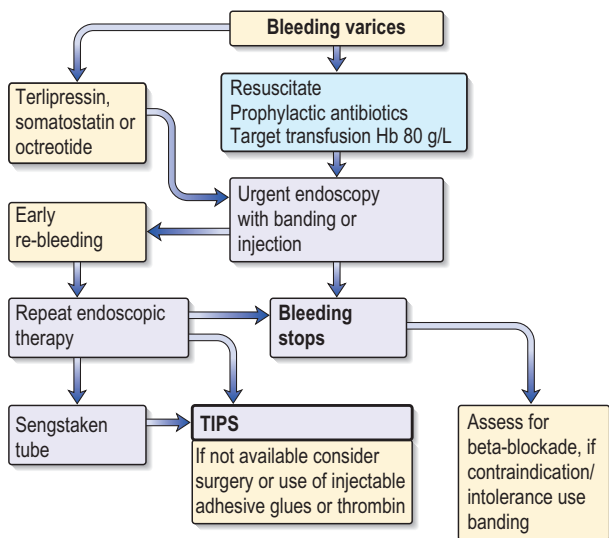 Bleeding varices
Terlipressin,
somatostatin or
octreotide
Resuscitate
Prophylactic antibiotics
Target transfusion Hb 80 g/L
Urgent endoscopy
with banding or
injection
Early
re-bleeding
Repeat endoscopic
therapy
Bleeding
stops
Sengstaken
tube
TIPS
If not available consider
surgery or use of injectable
adhesive glues or thrombin
Assess for
beta-blockade, if
contraindication/
intolerance use
banding